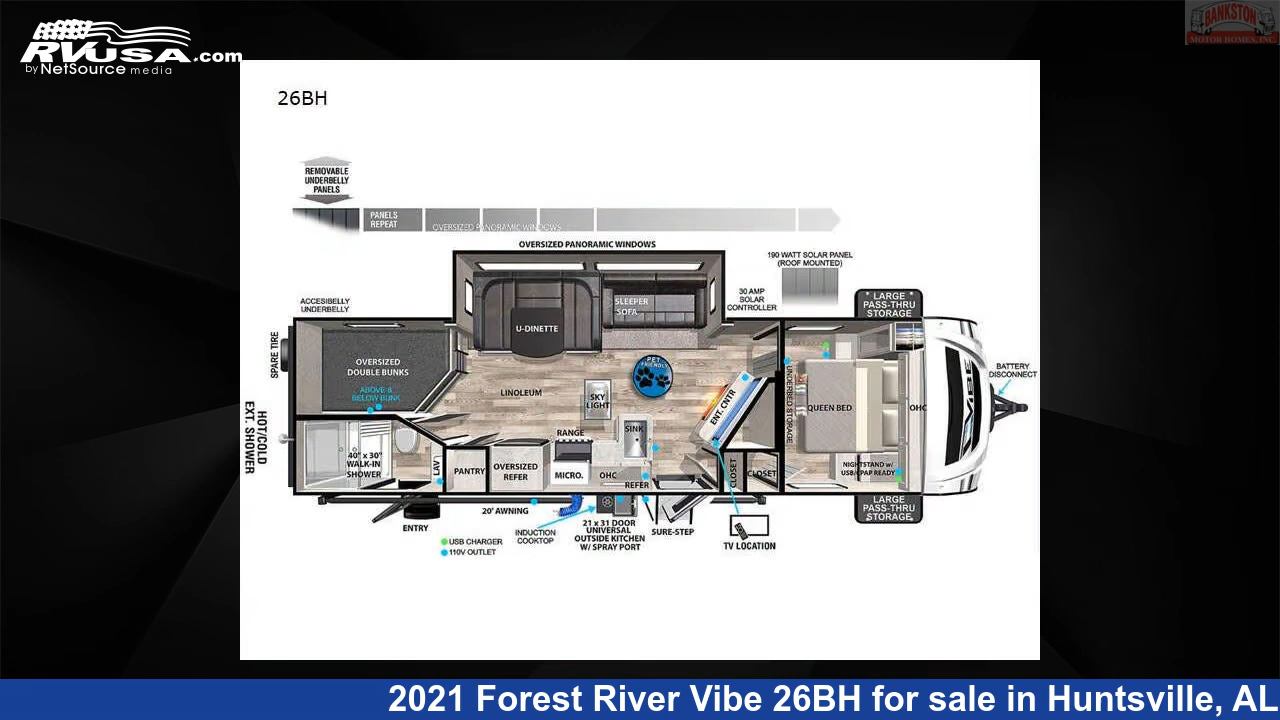 RVUSA.com
by NetSource media
BANKSTON
MOTOR HOMES, INC.
26BH
REMOVABLE
UNDERBELLY
PANELS
PANELS
REPEAT
OVERSIZED PANORAMIC WINDOWS
OVERSIZED PANORAMIC WINDOWS
190 WATT SOLAR PANEL
(ROOF MOUNTED)
30 AMP
SOLAR
CONTROLLER
LARGE
PASS-THRU
STORAGE
ACCESIBELLY
UNDERBELLY
SPARE TIRE
SLEEPER
SOFA
U-DINETTE
OVERSIZED
DOUBLE BUNKS
ABOVE &
BELOW BUNK
PET
FRIENDLY
BATTERY
DISCONNECT
LINOLEUM
SKY
LIGHT
ENT. CNTR
UNDERBED STORAGE
QUEEN BED
OHC
VIBE
HOT/COLD
EXT. SHOWER
RANGE
SINK
40" x 30"
WALK-IN
SHOWER
LAV
PANTRY
OVERSIZED
REFER
MICRO.
OHC
REFER
CLOSET
CLOSET
NIGHTSTAND w/
USB/CPAP READY
LARGE
PASS-THRU
STORAGE
ENTRY
20' AWNING
INDUCTION
COOKTOP
21 x 31 DOOR
UNIVERSAL
OUTSIDE KITCHEN
W/ SPRAY PORT
SURE-STEP
TV LOCATION
USB CHARGER
110V OUTLET
2021 Forest River Vibe 26BH for sale in Huntsville, AL